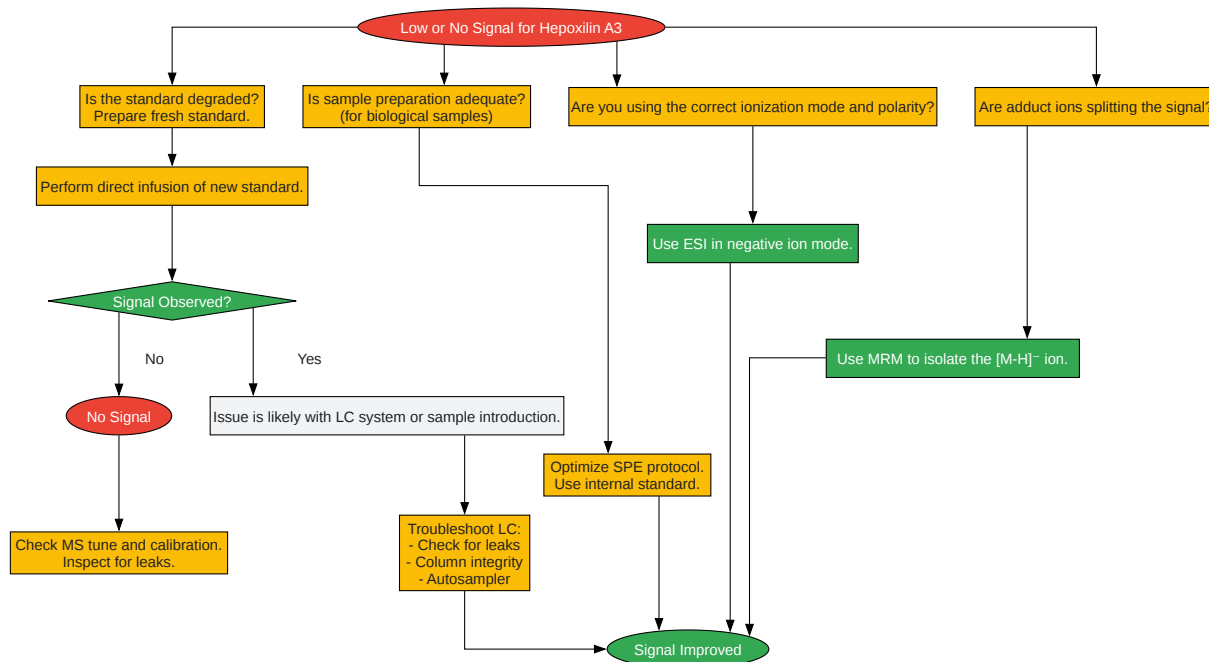 Low or No Signal for Hepoxilin A3
Is the standard degraded?
Prepare fresh standard.
Is sample preparation adequate?
(for biological samples)
Are you using the correct ionization mode and polarity?
Are adduct ions splitting the signal?
Perform direct infusion of new standard.
Use ESI in negative ion mode.
Signal Observed?
No
Yes
Use MRM to isolate the [M-H]⁻ ion.
No Signal
Issue is likely with LC system or sample introduction.
Optimize SPE protocol.
Use internal standard.
Check MS tune and calibration.
Inspect for leaks.
Troubleshoot LC:
- Check for leaks
- Column integrity
- Autosampler
Signal Improved